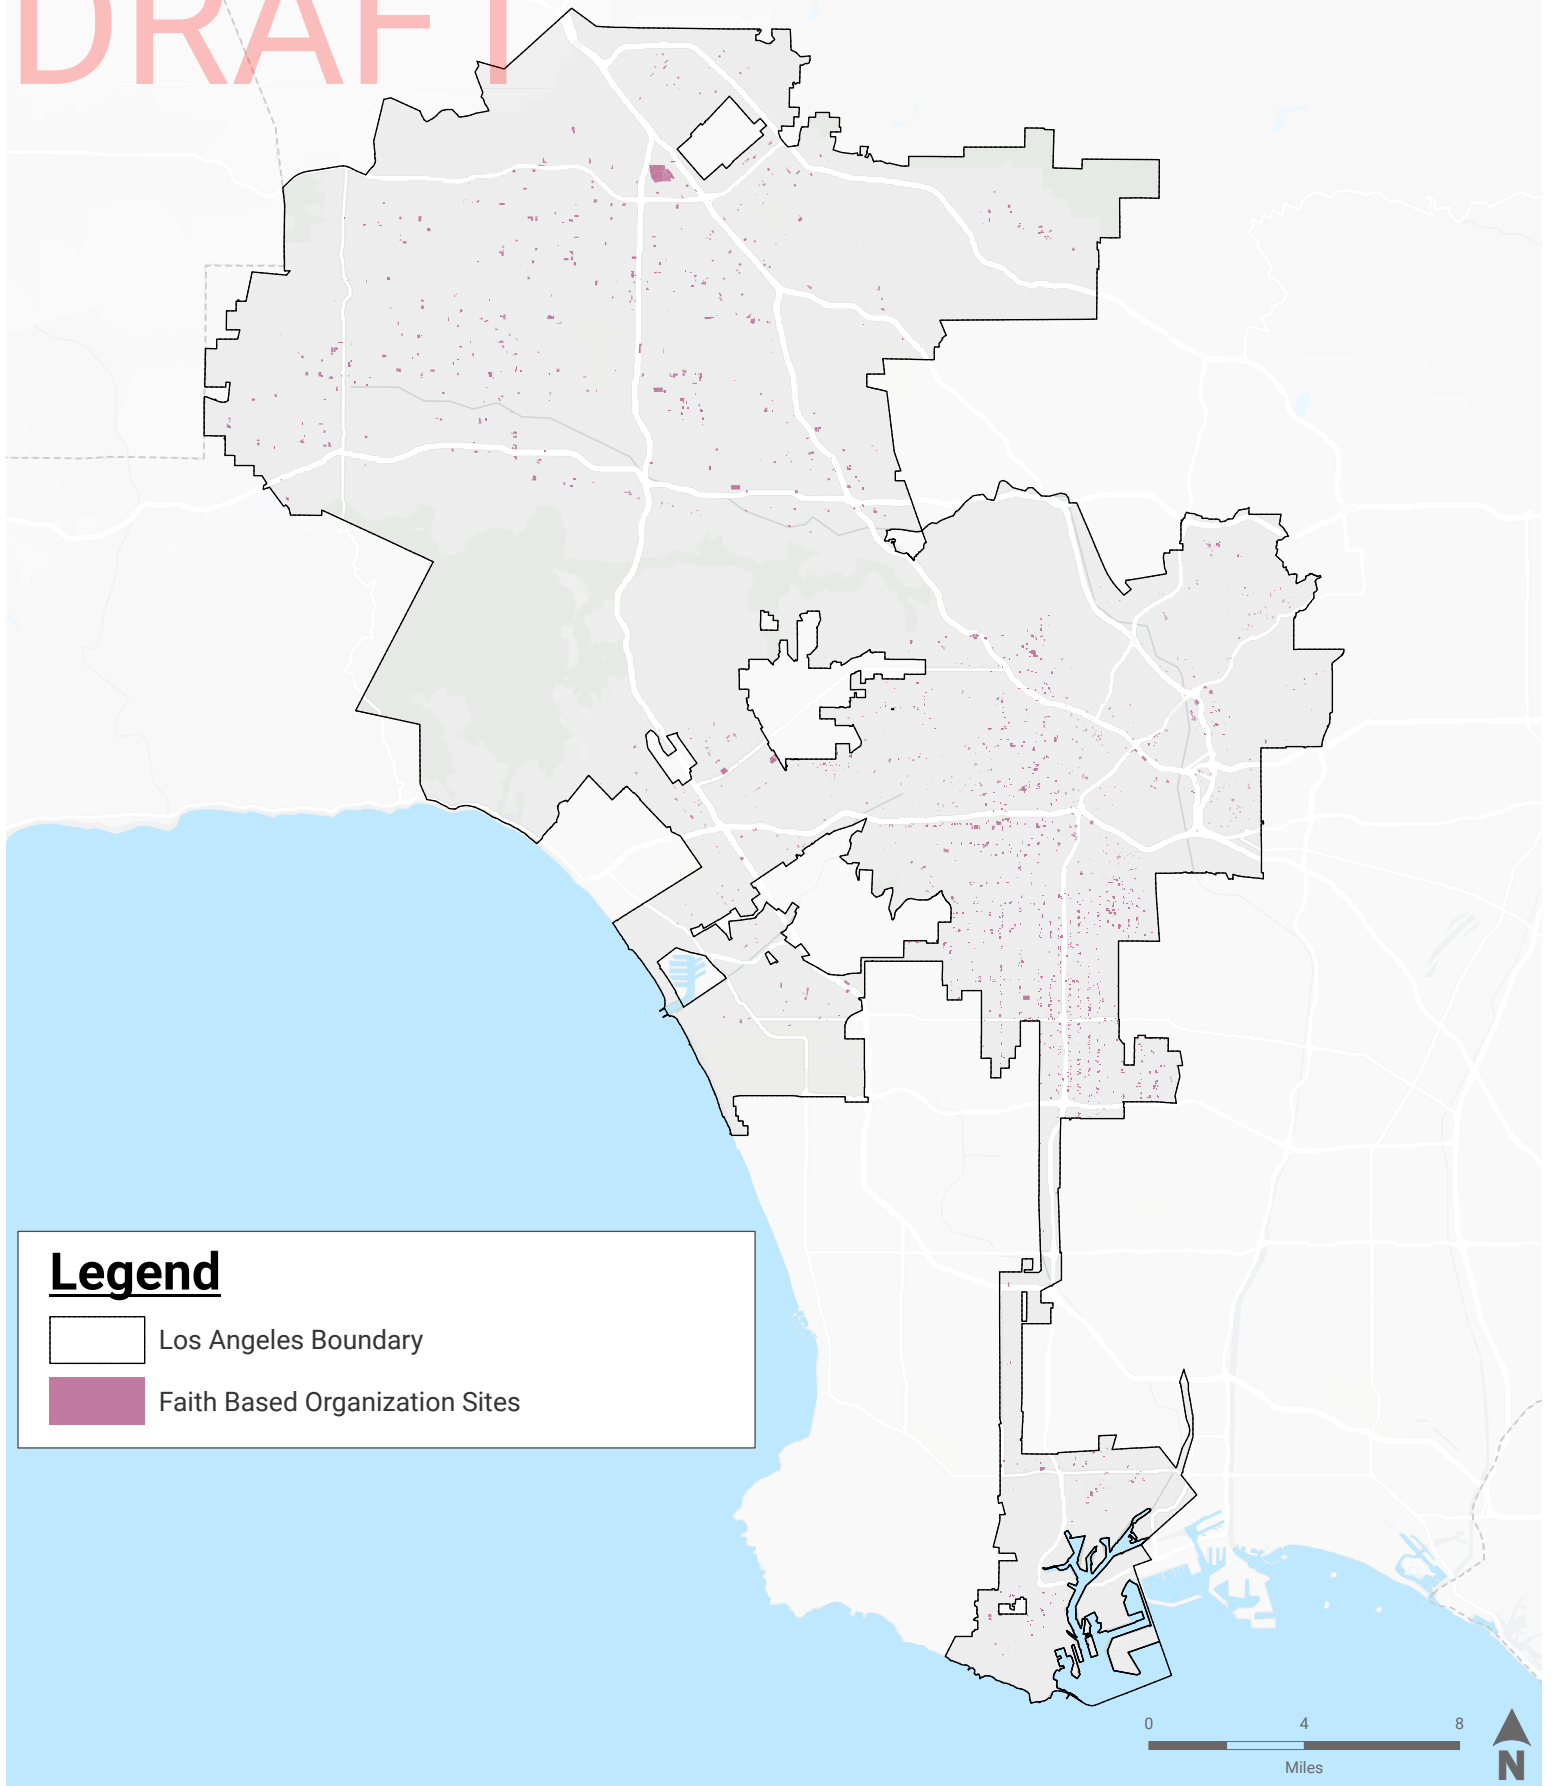 DRAFT
Legend
Los Angeles Boundary
Faith Based Organization Sites
0 4 8
Miles
N